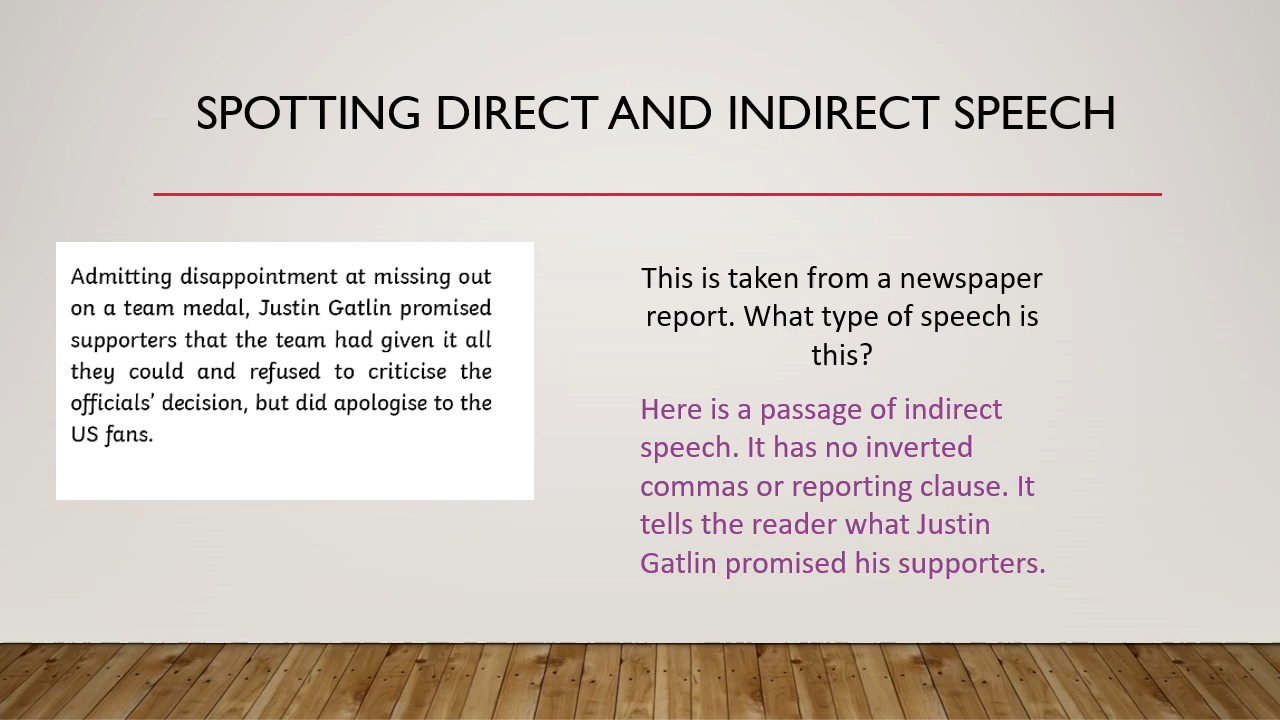 SPOTTING DIRECT AND INDIRECT SPEECH
Admitting disappointment at missing out
on a team medal, Justin Gatlin promised
supporters that the team had given it all
they could and refused to criticise the
officials’ decision, but did apologise to the
US fans.
This is taken from a newspaper
report. What type of speech is
this?
Here is a passage of indirect
speech. It has no inverted
commas or reporting clause. It
tells the reader what Justin
Gatlin promised his supporters.